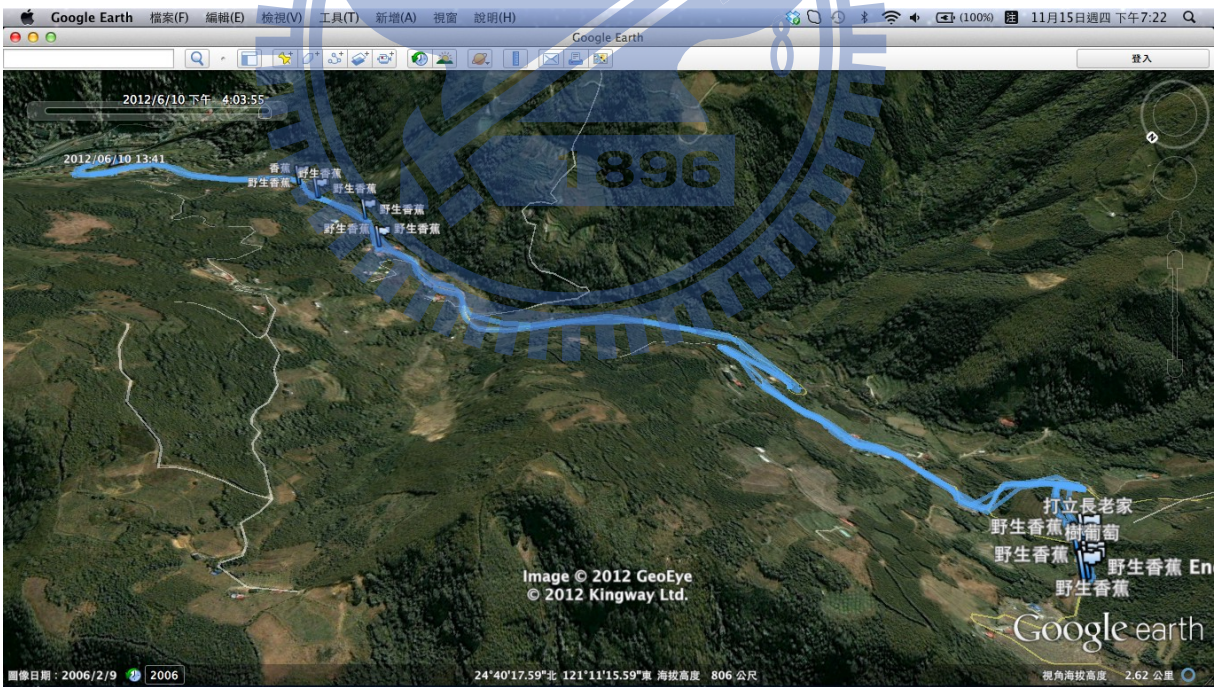 Google Earth 檔案(F) 編輯(E) 檢視(V) 工具(T) 新增(A) 視窗 說明(H) (100%) 注 11月15日週四 下午7:22
Google Earth
登入
2012/6/10 下午 4:03:55
2012/06/10 13:41
1896
香蕉
野生香蕉
野生香蕉
野生香蕉
野生香蕉
野生香蕉
野生香蕉
打立長老家
野生香蕉
樹葡萄
野生香蕉
野生香蕉 En
野生香蕉
Image © 2012 GeoEye
© 2012 Kingway Ltd.
Google earth
圖像日期：2006/2/9 2006 24°40'17.59"北 121°11'15.59"東 海拔高度 806 公尺 視角海拔高度 2.62 公里